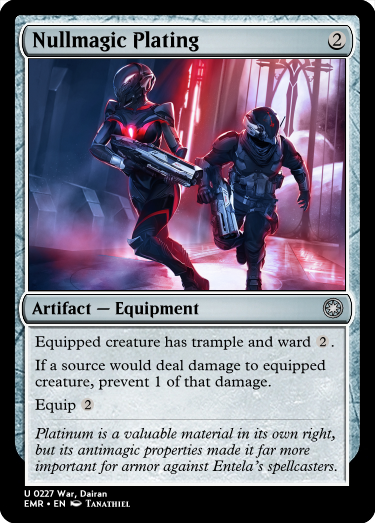 Nullmagic Plating 2
Artifact — Equipment
Equipped creature has trample and ward 2.
If a source would deal damage to equipped
creature, prevent 1 of that damage.
Equip 2
Platinum is a valuable material in its own right,
but its antimagic properties made it far more
important for armor against Entela's spellcasters.
U 0227 War, Dairan
EMR • EN Tanathiel